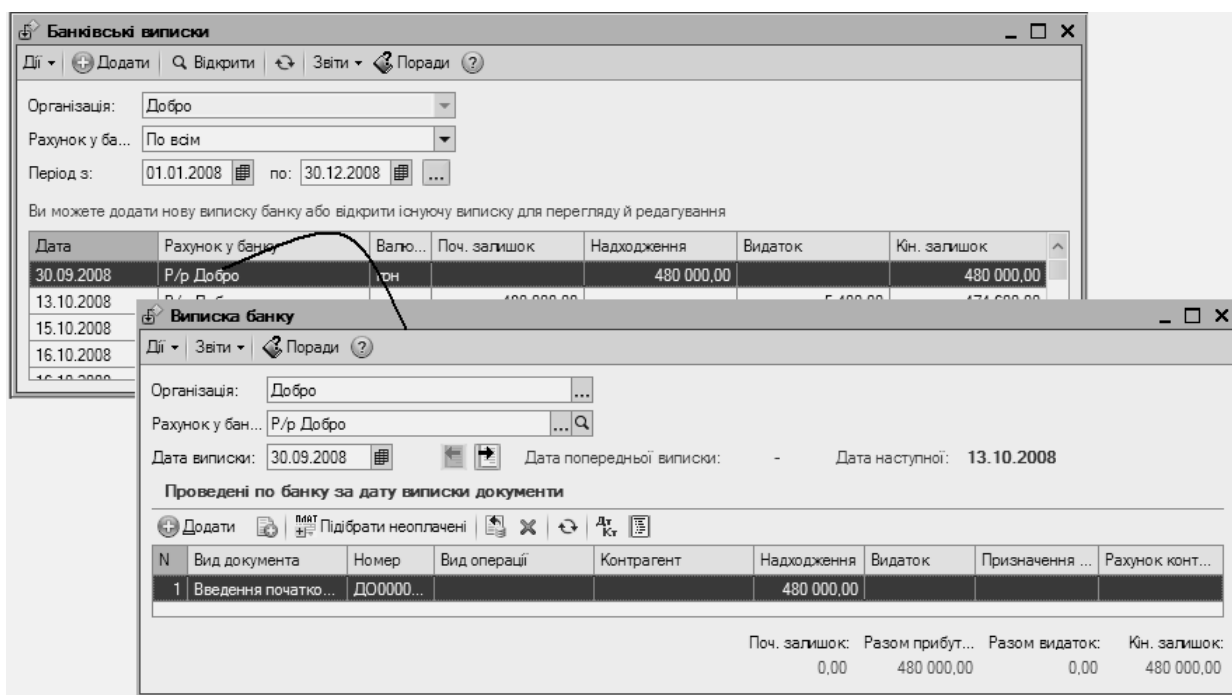 Банківські виписки
Дії Додати Відкрити Звіти Поради ?
Організація: Добро
Рахунок у ба... По всім
Період з: 01.01.2008 по: 30.12.2008 ...
Ви можете додати нову виписку банку або відкрити існуючу виписку для перегляду й редагування
Дата Рахунок у банку Валю... Поч. залишок Надходження Видаток Кін. залишок
30.09.2008 Р/р Добро грн 480 000,00 480 000,00
13.10.2008
15.10.2008
16.10.2008
Виписка банку
Дії Звіти Поради ?
Організація: Добро ...
Рахунок у бан... Р/р Добро ...
Дата виписки: 30.09.2008 Дата попередньої виписки: - Дата наступної: 13.10.2008
Проведені по банку за дату виписки документи
Додати ПЛАТ Підібрати неоплачені Дт Кт
N Вид документа Номер Вид операції Контрагент Надходження Видаток Призначення ... Рахунок конт...
1 Введення початко... ДО0000... 480 000,00
Поч. залишок: Разом прибут... Разом видаток: Кін. залишок:
0,00 480 000,00 0,00 480 000,00